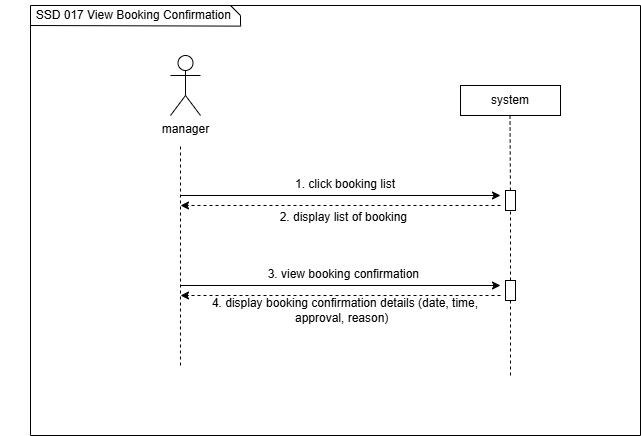 SSD 017 View Booking Confirmation
manager
system
1. click booking list
2. display list of booking
3. view booking confirmation
4. display booking confirmation details (date, time,
approval, reason)